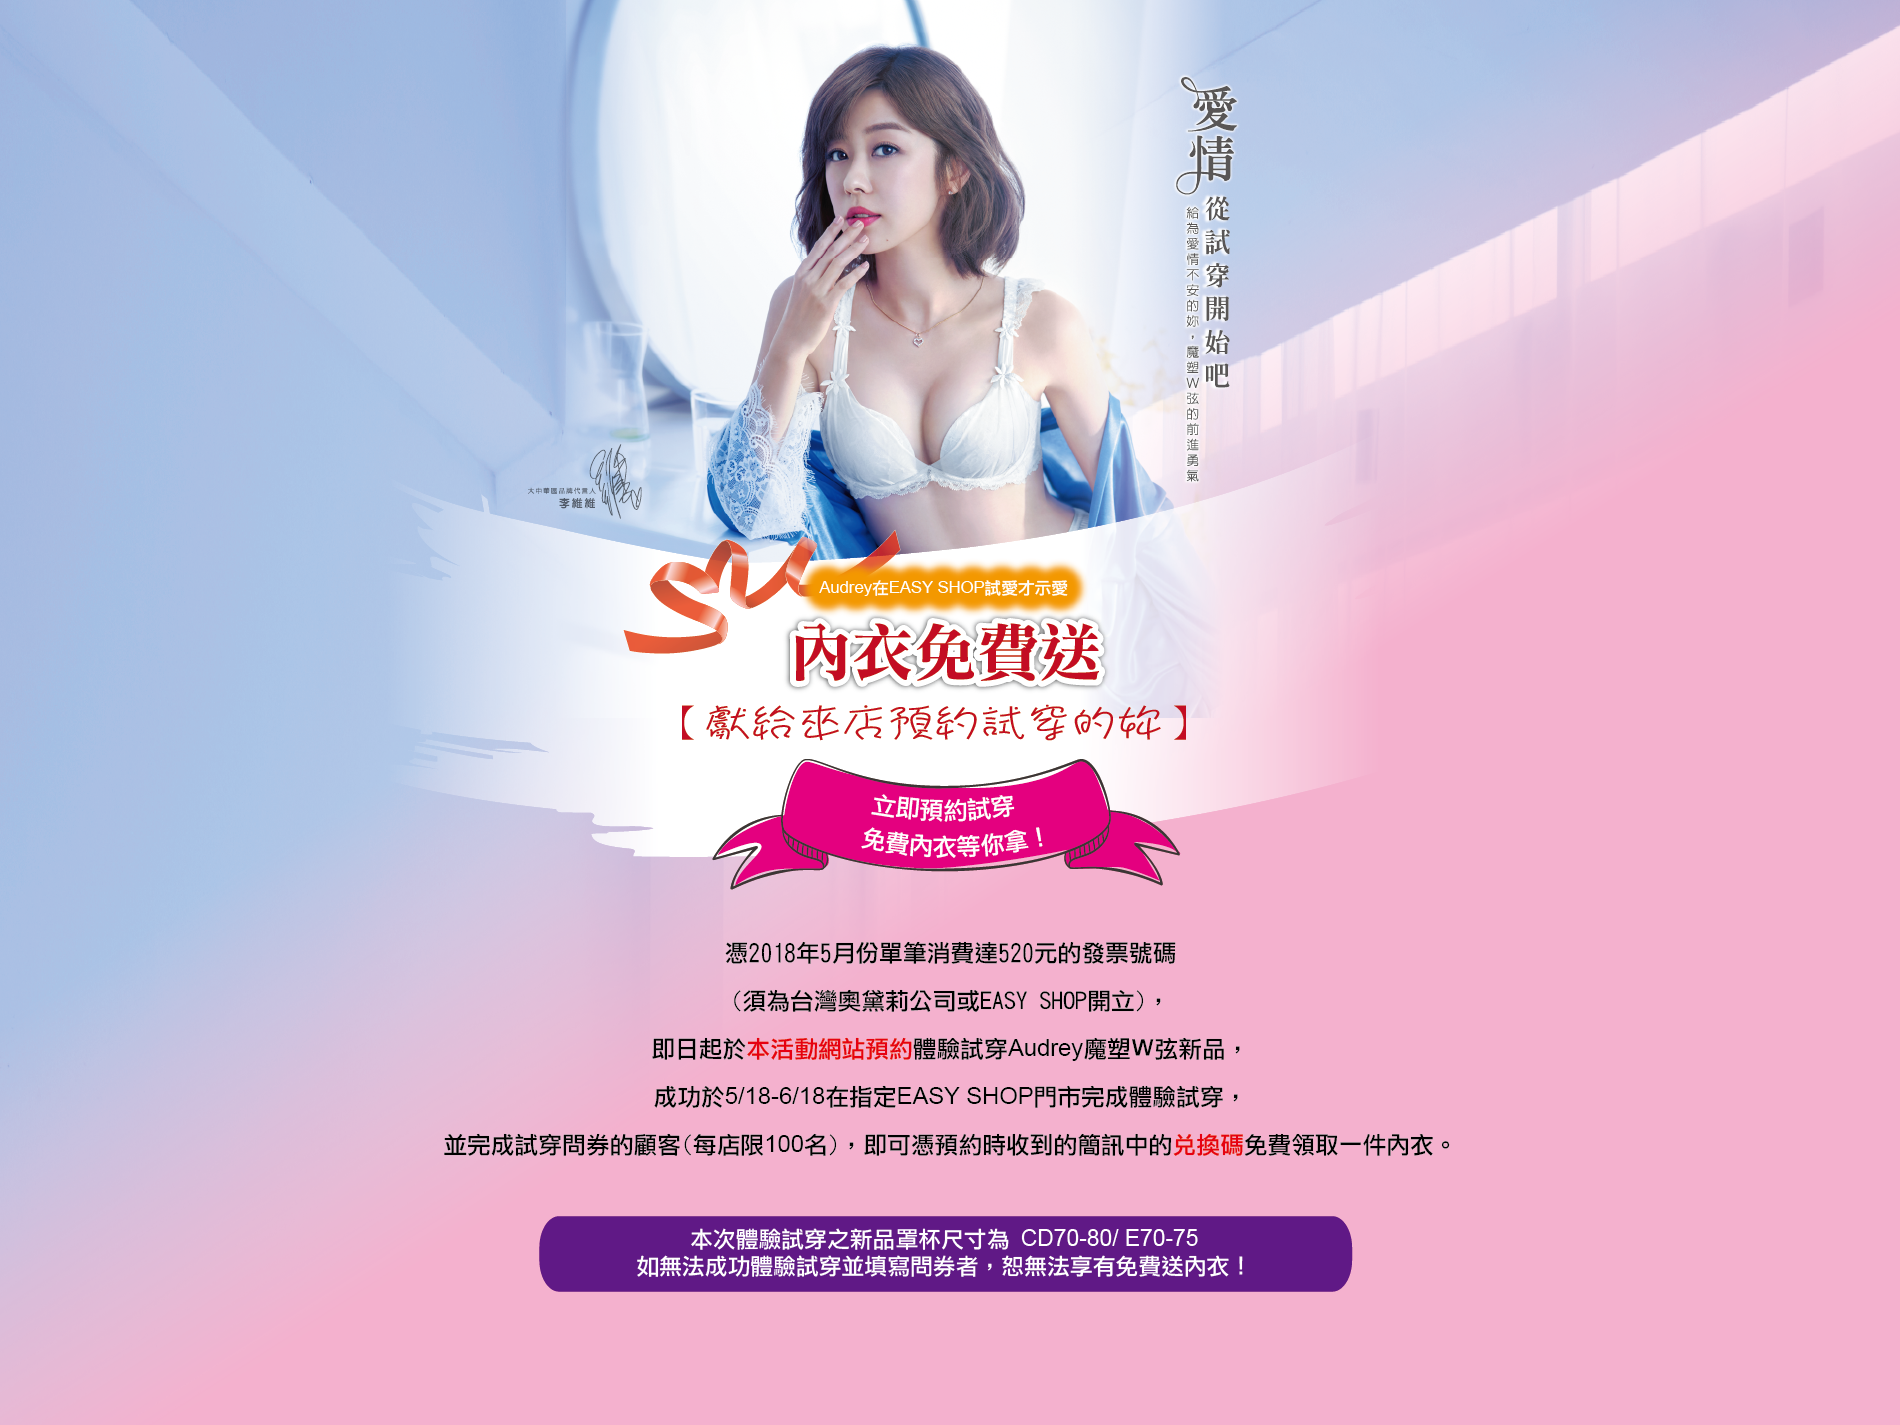 愛情
從試穿開始吧
給為愛情不安的妳，魔塑W弦的前進勇氣
大中華區品牌代言人
李維維
Audrey在EASY SHOP試愛才示愛
內衣免費送
【獻給來店預約試穿的妳】
立即預約試穿
免費內衣等你拿！
憑2018年5月份單筆消費達520元的發票號碼
（須為台灣奧黛莉公司或EASY SHOP開立），
即日起於本活動網站預約體驗試穿Audrey魔塑W弦新品，
成功於5/18-6/18在指定EASY SHOP門市完成體驗試穿，
並完成試穿問券的顧客（每店限100名），即可憑預約時收到的簡訊中的兌換碼免費領取一件內衣。
本次體驗試穿之新品罩杯尺寸為 CD70-80/ E70-75
如無法成功體驗試穿並填寫問券者，恕無法享有免費送內衣！